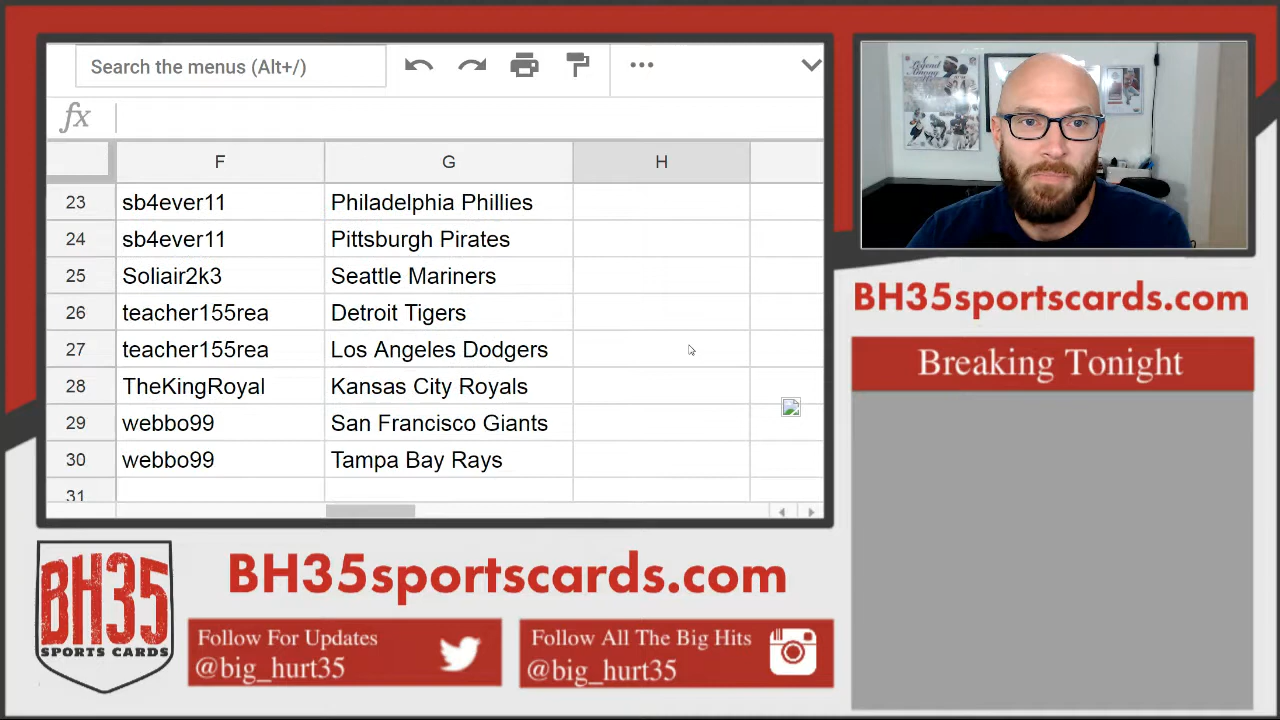 Search the menus (Alt+/)
fx
F G H
23 sb4ever11 Philadelphia Phillies
24 sb4ever11 Pittsburgh Pirates
25 Soliair2k3 Seattle Mariners
26 teacher155rea Detroit Tigers
27 teacher155rea Los Angeles Dodgers
28 TheKingRoyal Kansas City Royals
29 webbo99 San Francisco Giants
30 webbo99 Tampa Bay Rays
31
BH35sportscards.com
Breaking Tonight
BH35
SPORTS CARDS
BH35sportscards.com
Follow For Updates
@big_hurt35
Follow All The Big Hits
@big_hurt35